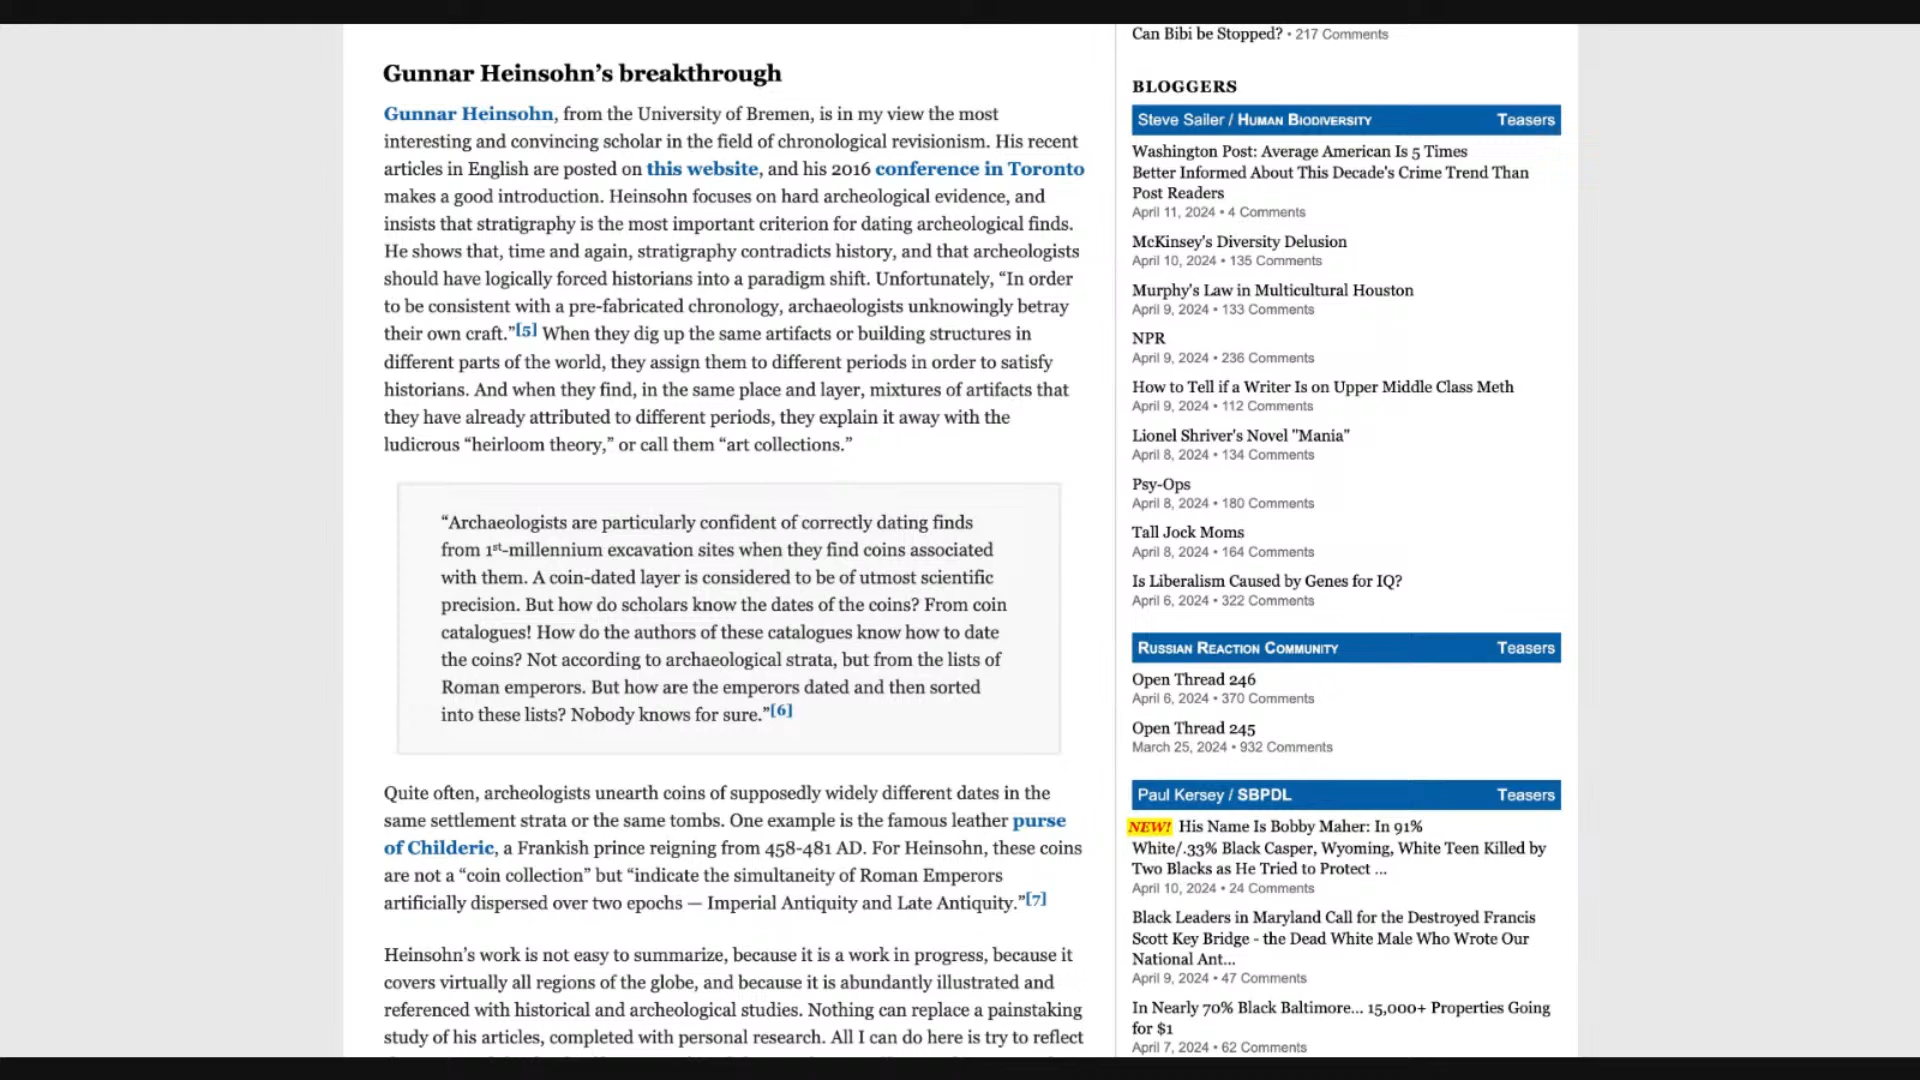 Gunnar Heinsohn’s breakthrough
Gunnar Heinsohn, from the University of Bremen, is in my view the most
interesting and convincing scholar in the field of chronological revisionism. His recent
articles in English are posted on this website, and his 2016 conference in Toronto
makes a good introduction. Heinsohn focuses on hard archeological evidence, and
insists that stratigraphy is the most important criterion for dating archeological finds.
He shows that, time and again, stratigraphy contradicts history, and that archeologists
should have logically forced historians into a paradigm shift. Unfortunately, “In order
to be consistent with a pre-fabricated chronology, archaeologists unknowingly betray
their own craft.”[5] When they dig up the same artifacts or building structures in
different parts of the world, they assign them to different periods in order to satisfy
historians. And when they find, in the same place and layer, mixtures of artifacts that
they have already attributed to different periods, they explain it away with the
ludicrous “heirloom theory,” or call them “art collections.”
“Archaeologists are particularly confident of correctly dating finds
from 1st-millennium excavation sites when they find coins associated
with them. A coin-dated layer is considered to be of utmost scientific
precision. But how do scholars know the dates of the coins? From coin
catalogues! How do the authors of these catalogues know how to date
the coins? Not according to archaeological strata, but from the lists of
Roman emperors. But how are the emperors dated and then sorted
into these lists? Nobody knows for sure.”[6]
Quite often, archeologists unearth coins of supposedly widely different dates in the
same settlement strata or the same tombs. One example is the famous leather purse
of Childeric, a Frankish prince reigning from 458-481 AD. For Heinsohn, these coins
are not a “coin collection” but “indicate the simultaneity of Roman Emperors
artificially dispersed over two epochs — Imperial Antiquity and Late Antiquity.”[7]
Heinsohn’s work is not easy to summarize, because it is a work in progress, because it
covers virtually all regions of the globe, and because it is abundantly illustrated and
referenced with historical and archeological studies. Nothing can replace a painstaking
study of his articles, completed with personal research. All I can do here is try to reflect
Can Bibi be Stopped? • 217 Comments
BLOGGERS
Steve Sailer / Human Biodiversity Teasers
Washington Post: Average American Is 5 Times
Better Informed About This Decade's Crime Trend Than
Post Readers
April 11, 2024 • 4 Comments
McKinsey's Diversity Delusion
April 10, 2024 • 135 Comments
Murphy's Law in Multicultural Houston
April 9, 2024 • 133 Comments
NPR
April 9, 2024 • 236 Comments
How to Tell if a Writer Is on Upper Middle Class Meth
April 9, 2024 • 112 Comments
Lionel Shriver's Novel "Mania"
April 8, 2024 • 134 Comments
Psy-Ops
April 8, 2024 • 180 Comments
Tall Jock Moms
April 8, 2024 • 164 Comments
Is Liberalism Caused by Genes for IQ?
April 6, 2024 • 322 Comments
Russian Reaction Community Teasers
Open Thread 246
April 6, 2024 • 370 Comments
Open Thread 245
March 25, 2024 • 932 Comments
Paul Kersey / SBPDL Teasers
NEW! His Name Is Bobby Maher: In 91%
White/.33% Black Casper, Wyoming, White Teen Killed by
Two Blacks as He Tried to Protect ...
April 10, 2024 • 24 Comments
Black Leaders in Maryland Call for the Destroyed Francis
Scott Key Bridge - the Dead White Male Who Wrote Our
National Ant...
April 9, 2024 • 47 Comments
In Nearly 70% Black Baltimore... 15,000+ Properties Going
for $1
April 7, 2024 • 62 Comments